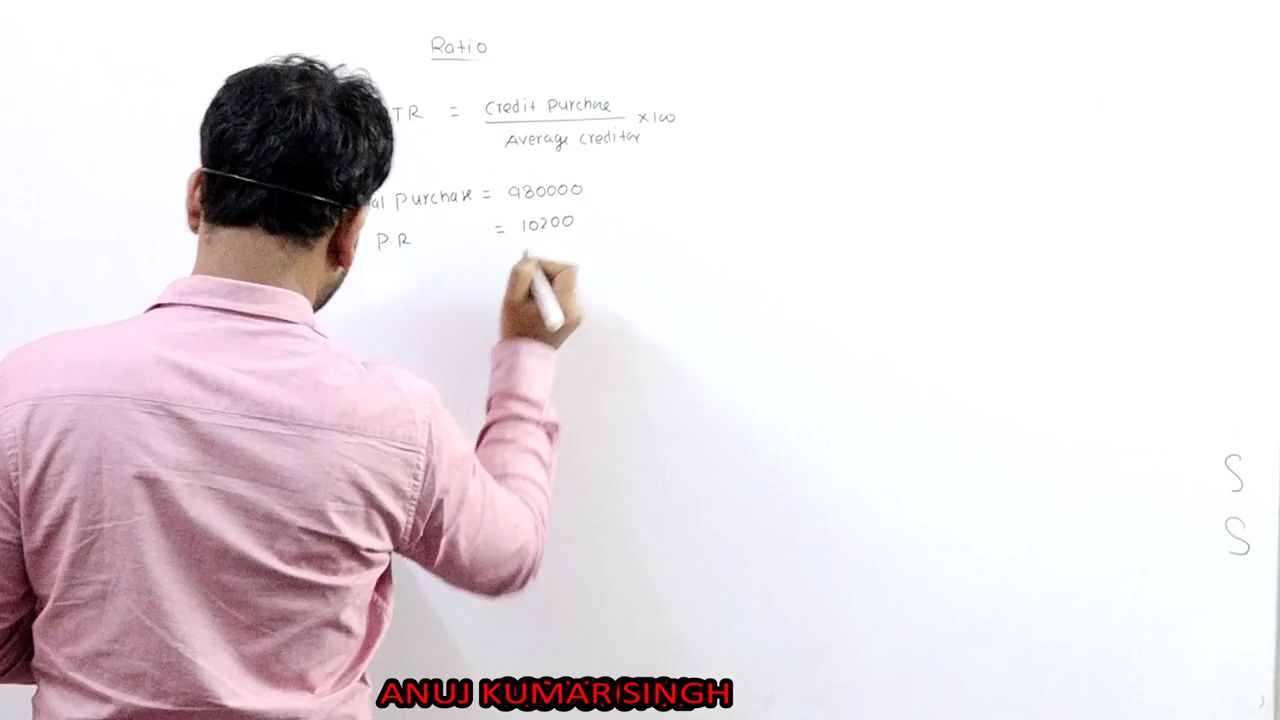 Ratio
TR = Credit Purchase / Average creditor × 100
al Purchase = 980000
P.R = 10200
S
S
ANUJ KUMAR SINGH